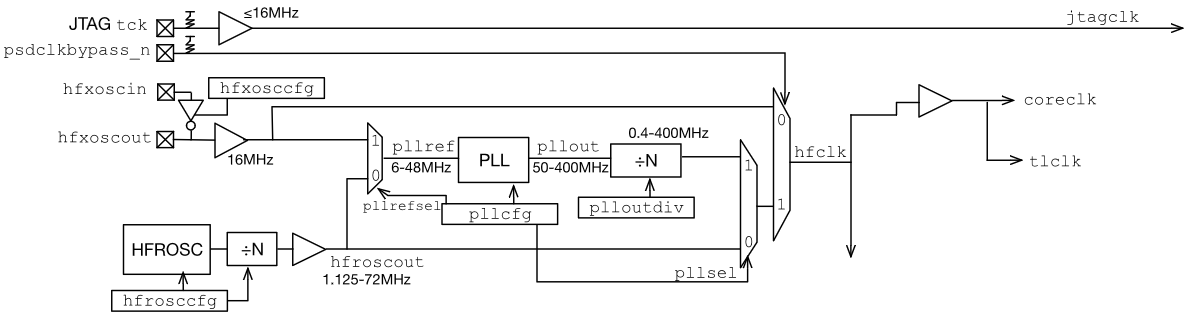 ≤16MHz
JTAG tck
jtagclk
psdclkbypass_n
hfxoscin
hfxosccfg
coreclk
0
hfxoscout
16MHz
1
pllref
6-48MHz
PLL
pllout
50-400MHz
0.4-400MHz
÷N
1
hfclk
tlclk
0
pllrefsel
pllcfg
plloutdiv
1
HFROSC
÷N
hfroscout
1.125-72MHz
0
pllsel
hfrosccfg